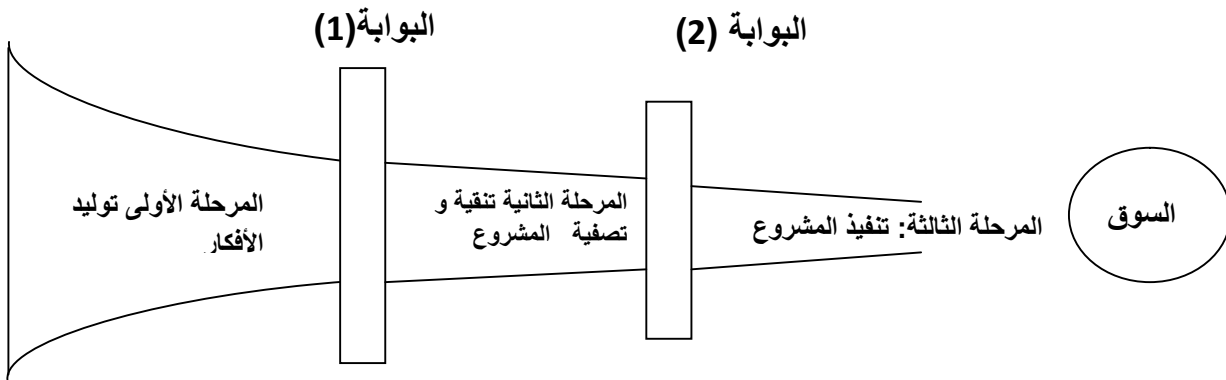 البوابة(1)
البوابة (2)
المرحلة الأولى توليد
الأفكار
المرحلة الثانية تنقية و
تصفية المشروع
المرحلة الثالثة: تنفيذ المشروع
السوق